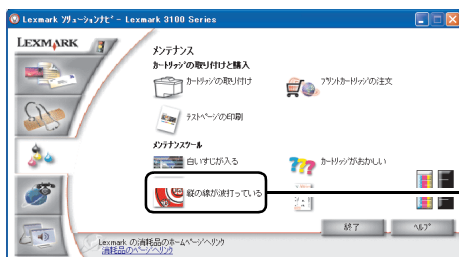 Lexmark ソリューションナビ - Lexmark 3100 Series
LEXMARK
メンテナンス
カートリッジの取り付けと購入
カートリッジの取り付け
プリントカートリッジの注文
テストページの印刷
メンテナンスツール
白いすじが入る
カートリッジがおかしい
縦の線が波打っている
終了
ヘルプ
Lexmark の消耗品のホームページへリンク
消耗品のページへリンク